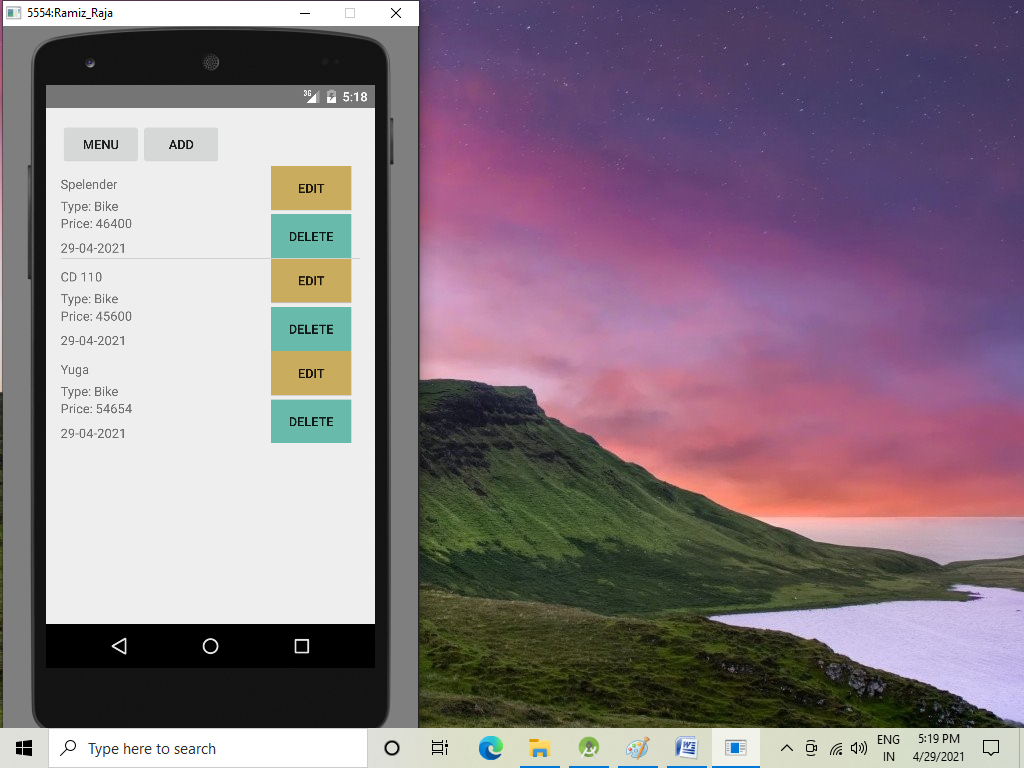 5554:Ramiz_Raja
3G 5:18
MENU ADD
Spelender
Type: Bike
Price: 46400
29-04-2021
EDIT
DELETE
CD 110
Type: Bike
Price: 45600
29-04-2021
EDIT
DELETE
Yuga
Type: Bike
Price: 54654
29-04-2021
EDIT
DELETE
Type here to search
ENG
IN
5:19 PM
4/29/2021